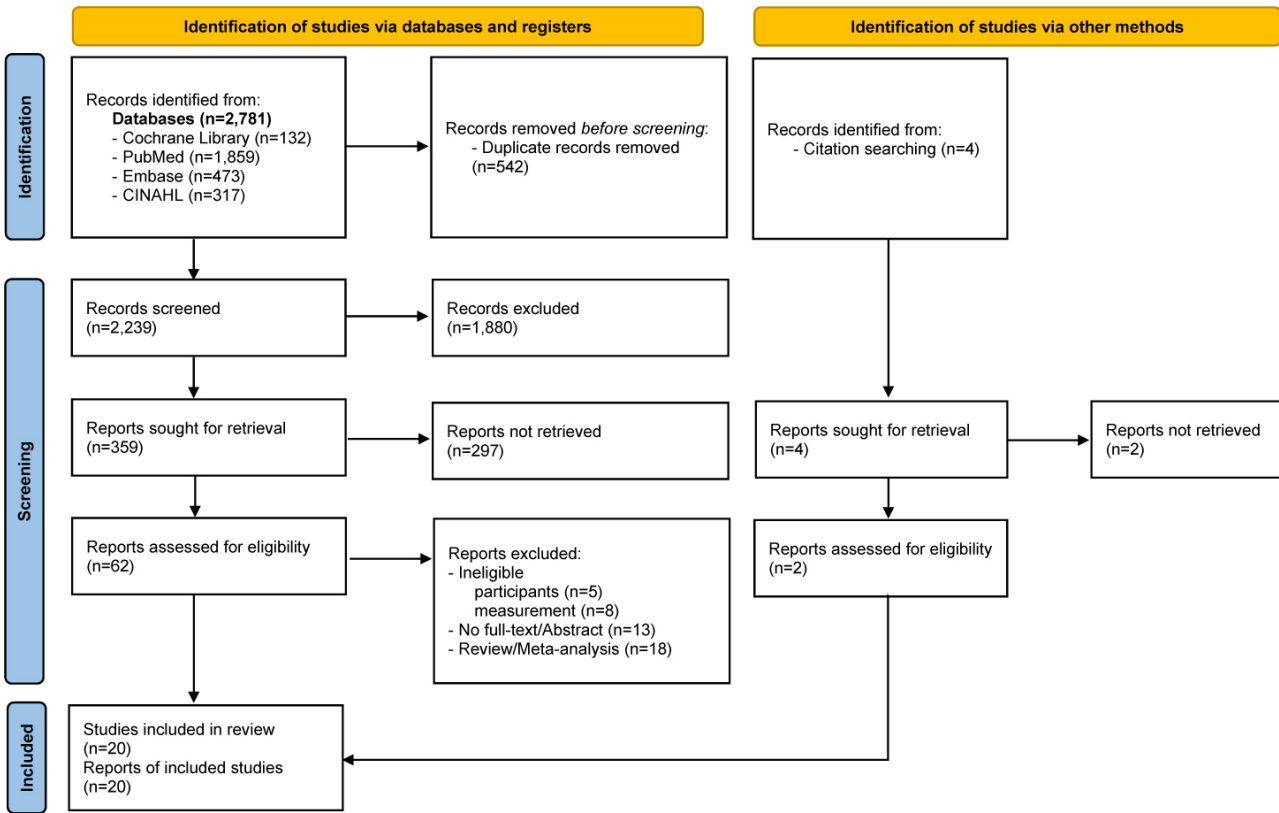 Identification of studies via databases and registers
Identification of studies via other methods
Identification
Records identified from:
Databases (n=2,781)
- Cochrane Library (n=132)
- PubMed (n=1,859)
- Embase (n=473)
- CINAHL (n=317)
Records removed before screening:
- Duplicate records removed
(n=542)
Records identified from:
- Citation searching (n=4)
Screening
Records screened
(n=2,239)
Records excluded
(n=1,880)
Reports sought for retrieval
(n=359)
Reports not retrieved
(n=297)
Reports sought for retrieval
(n=4)
Reports not retrieved
(n=2)
Reports assessed for eligibility
(n=62)
Reports excluded:
- Ineligible
participants (n=5)
measurement (n=8)
- No full-text/Abstract (n=13)
- Review/Meta-analysis (n=18)
Reports assessed for eligibility
(n=2)
Included
Studies included in review
(n=20)
Reports of included studies
(n=20)